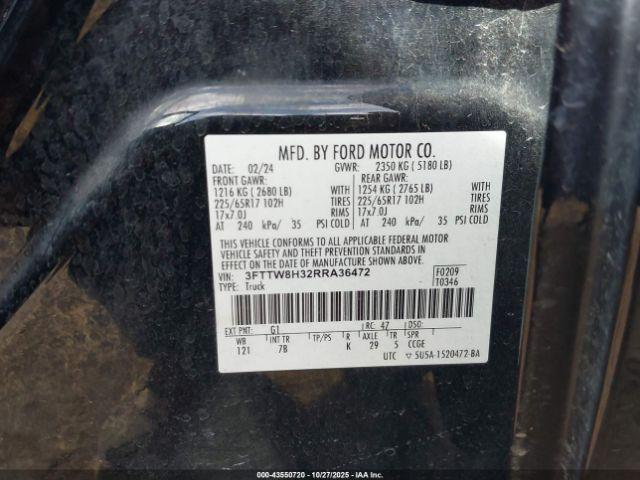 MFD. BY FORD MOTOR CO.
DATE: 02/24 GVWR: 2350 KG ( 5180 LB)
FRONT GAWR: REAR GAWR:
1216 KG ( 2680 LB) WITH 1254 KG ( 2765 LB) WITH
225/65R17 102H TIRES 225/65R17 102H TIRES
17x7.0J RIMS 17x7.0J RIMS
AT 240 kPa/ 35 PSI COLD AT 240 kPa/ 35 PSI COLD
THIS VEHICLE CONFORMS TO ALL APPLICABLE FEDERAL MOTOR
VEHICLE SAFETY AND THEFT PREVENTION STANDARDS IN
EFFECT ON THE DATE OF MANUFACTURE SHOWN ABOVE.
VIN: 3FTTW8H32RRA36472 F0209
TYPE: Truck T0346
EXT PNT: G1 RC: 47 DSO:
WB INT TR TP/PS R AXLE TR SPR
121 7B K 29 5 CCGE
UTC ▽ 5U5A-1520472-BA
© - 43550720 - 10/27/2025 - IAAI.com